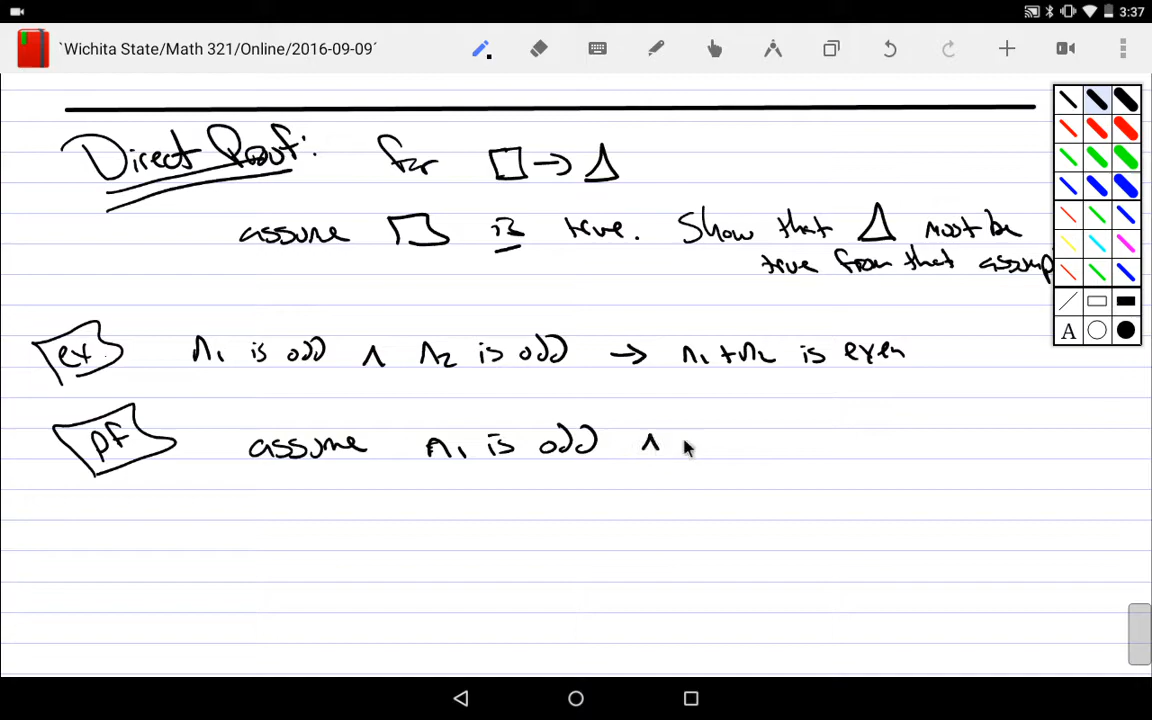 3:37
`Wichita State/Math 321/Online/2016-09-09´
Direct Proof: for □→△
assume □ is true. Show that △ must be
true from that assump
ex n₁ is odd ∧ n₂ is odd → n₁+n₂ is even
pf assume n₁ is odd ∧
A